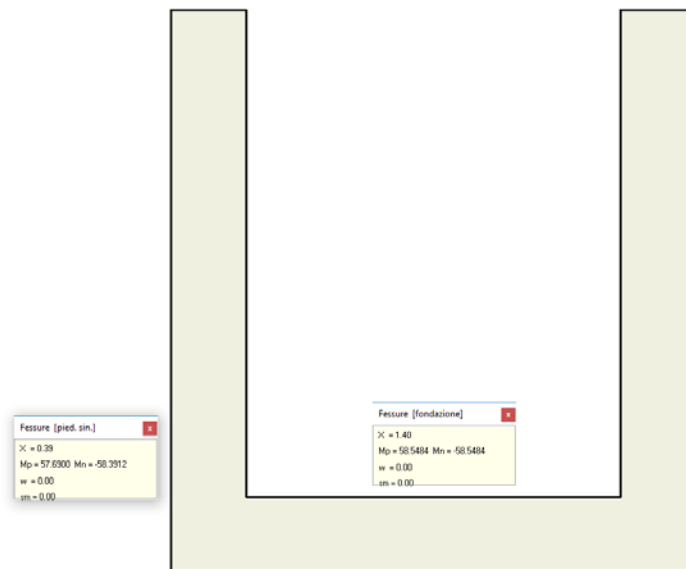 Fessure [pied. sin.]
X = 0.39
Mp = 57.6900 Mn = -58.3912
w = 0.00
sm = 0.00
Fessure [fondazione]
X = 1.40
Mp = 58.5484 Mn = -58.5484
w = 0.00
sm = 0.00